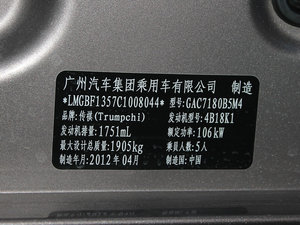 广州汽车集团乘用车有限公司 制造
*LMGBF1357C1008044* 型号:GAC7180B5M4
品牌:传祺(Trumpchi) 发动机型号:4B18K1
发动机排量:1751mL 额定功率:106kW
最大设计总质量:1905kg 乘员人数:5人
制造年月:2012年04月 制造国:中国